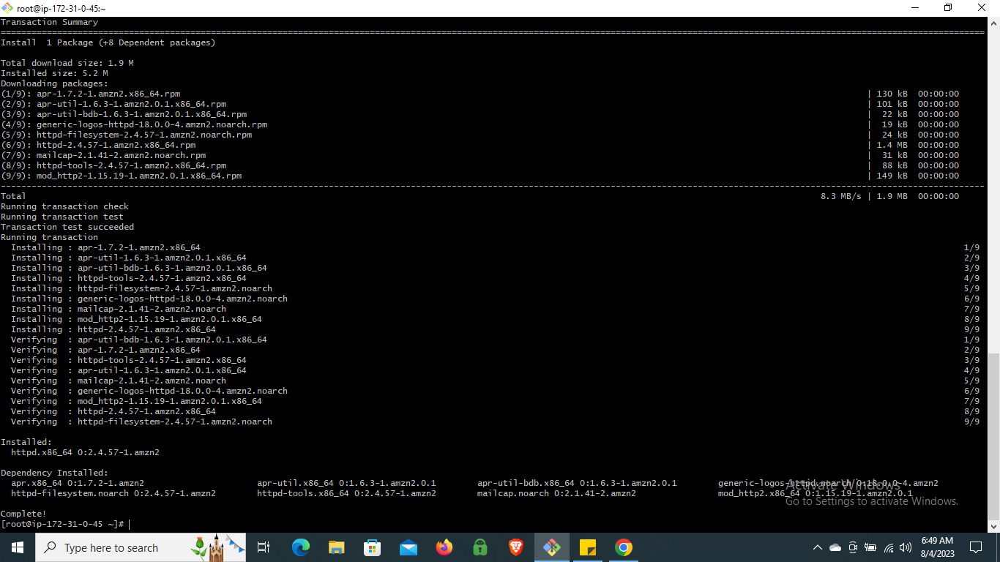 root@ip-172-31-0-45:~
Transaction Summary
================================================================================
Install  1 Package (+8 Dependent packages)
Total download size: 1.9 M
Installed size: 5.2 M
Downloading packages:
(1/9): apr-1.7.2-1.amzn2.x86_64.rpm | 130 kB  00:00:00
(2/9): apr-util-1.6.3-1.amzn2.0.1.x86_64.rpm | 101 kB  00:00:00
(3/9): apr-util-bdb-1.6.3-1.amzn2.0.1.x86_64.rpm |  22 kB  00:00:00
(4/9): generic-logos-httpd-18.0.0-4.amzn2.noarch.rpm |  19 kB  00:00:00
(5/9): httpd-filesystem-2.4.57-1.amzn2.noarch.rpm |  24 kB  00:00:00
(6/9): httpd-2.4.57-1.amzn2.x86_64.rpm | 1.4 MB  00:00:00
(7/9): mailcap-2.1.41-2.amzn2.noarch.rpm |  31 kB  00:00:00
(8/9): httpd-tools-2.4.57-1.amzn2.x86_64.rpm |  88 kB  00:00:00
(9/9): mod_http2-1.15.19-1.amzn2.0.1.x86_64.rpm | 149 kB  00:00:00
--------------------------------------------------------------------------------
Total 8.3 MB/s | 1.9 MB  00:00:00
Running transaction check
Running transaction test
Transaction test succeeded
Running transaction
Installing : apr-1.7.2-1.amzn2.x86_64 1/9
Installing : apr-util-1.6.3-1.amzn2.0.1.x86_64 2/9
Installing : apr-util-bdb-1.6.3-1.amzn2.0.1.x86_64 3/9
Installing : httpd-tools-2.4.57-1.amzn2.x86_64 4/9
Installing : httpd-filesystem-2.4.57-1.amzn2.noarch 5/9
Installing : generic-logos-httpd-18.0.0-4.amzn2.noarch 6/9
Installing : mailcap-2.1.41-2.amzn2.noarch 7/9
Installing : mod_http2-1.15.19-1.amzn2.0.1.x86_64 8/9
Installing : httpd-2.4.57-1.amzn2.x86_64 9/9
Verifying  : apr-util-bdb-1.6.3-1.amzn2.0.1.x86_64 1/9
Verifying  : apr-1.7.2-1.amzn2.x86_64 2/9
Verifying  : httpd-tools-2.4.57-1.amzn2.x86_64 3/9
Verifying  : apr-util-1.6.3-1.amzn2.0.1.x86_64 4/9
Verifying  : mailcap-2.1.41-2.amzn2.noarch 5/9
Verifying  : generic-logos-httpd-18.0.0-4.amzn2.noarch 6/9
Verifying  : mod_http2-1.15.19-1.amzn2.0.1.x86_64 7/9
Verifying  : httpd-2.4.57-1.amzn2.x86_64 8/9
Verifying  : httpd-filesystem-2.4.57-1.amzn2.noarch 9/9
Installed:
httpd.x86_64 0:2.4.57-1.amzn2
Dependency Installed:
apr.x86_64 0:1.7.2-1.amzn2 apr-util.x86_64 0:1.6.3-1.amzn2.0.1 apr-util-bdb.x86_64 0:1.6.3-1.amzn2.0.1 generic-logos-httpd.noarch 0:18.0.0-4.amzn2
httpd-filesystem.noarch 0:2.4.57-1.amzn2 httpd-tools.x86_64 0:2.4.57-1.amzn2 mailcap.noarch 0:2.1.41-2.amzn2 mod_http2.x86_64 0:1.15.19-1.amzn2.0.1
Activate Windows
Go to Settings to activate Windows.
Complete!
[root@ip-172-31-0-45 ~]#
Type here to search
6:49 AM
8/4/2023